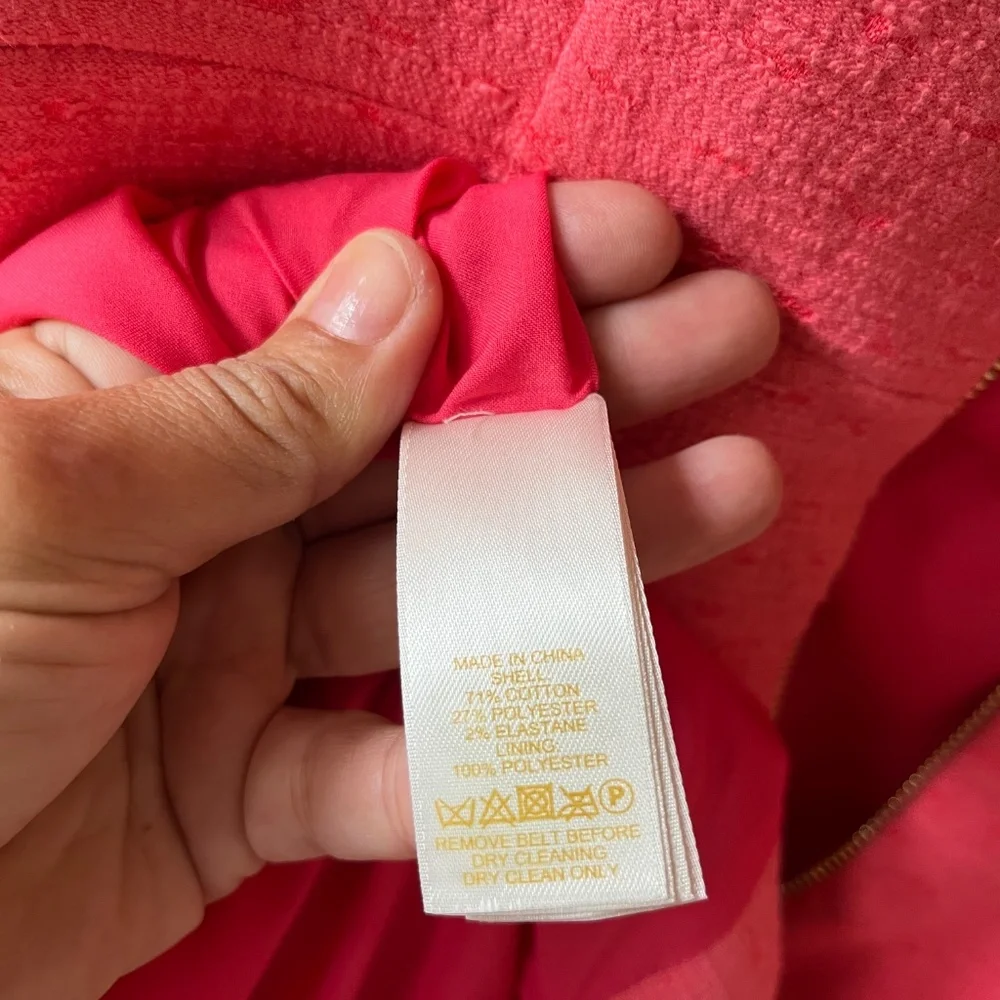 MADE IN CHINA
SHELL
71% COTTON
27% POLYESTER
2% ELASTANE
LINING
100% POLYESTER
P
REMOVE BELT BEFORE
DRY CLEANING
DRY CLEAN ONLY